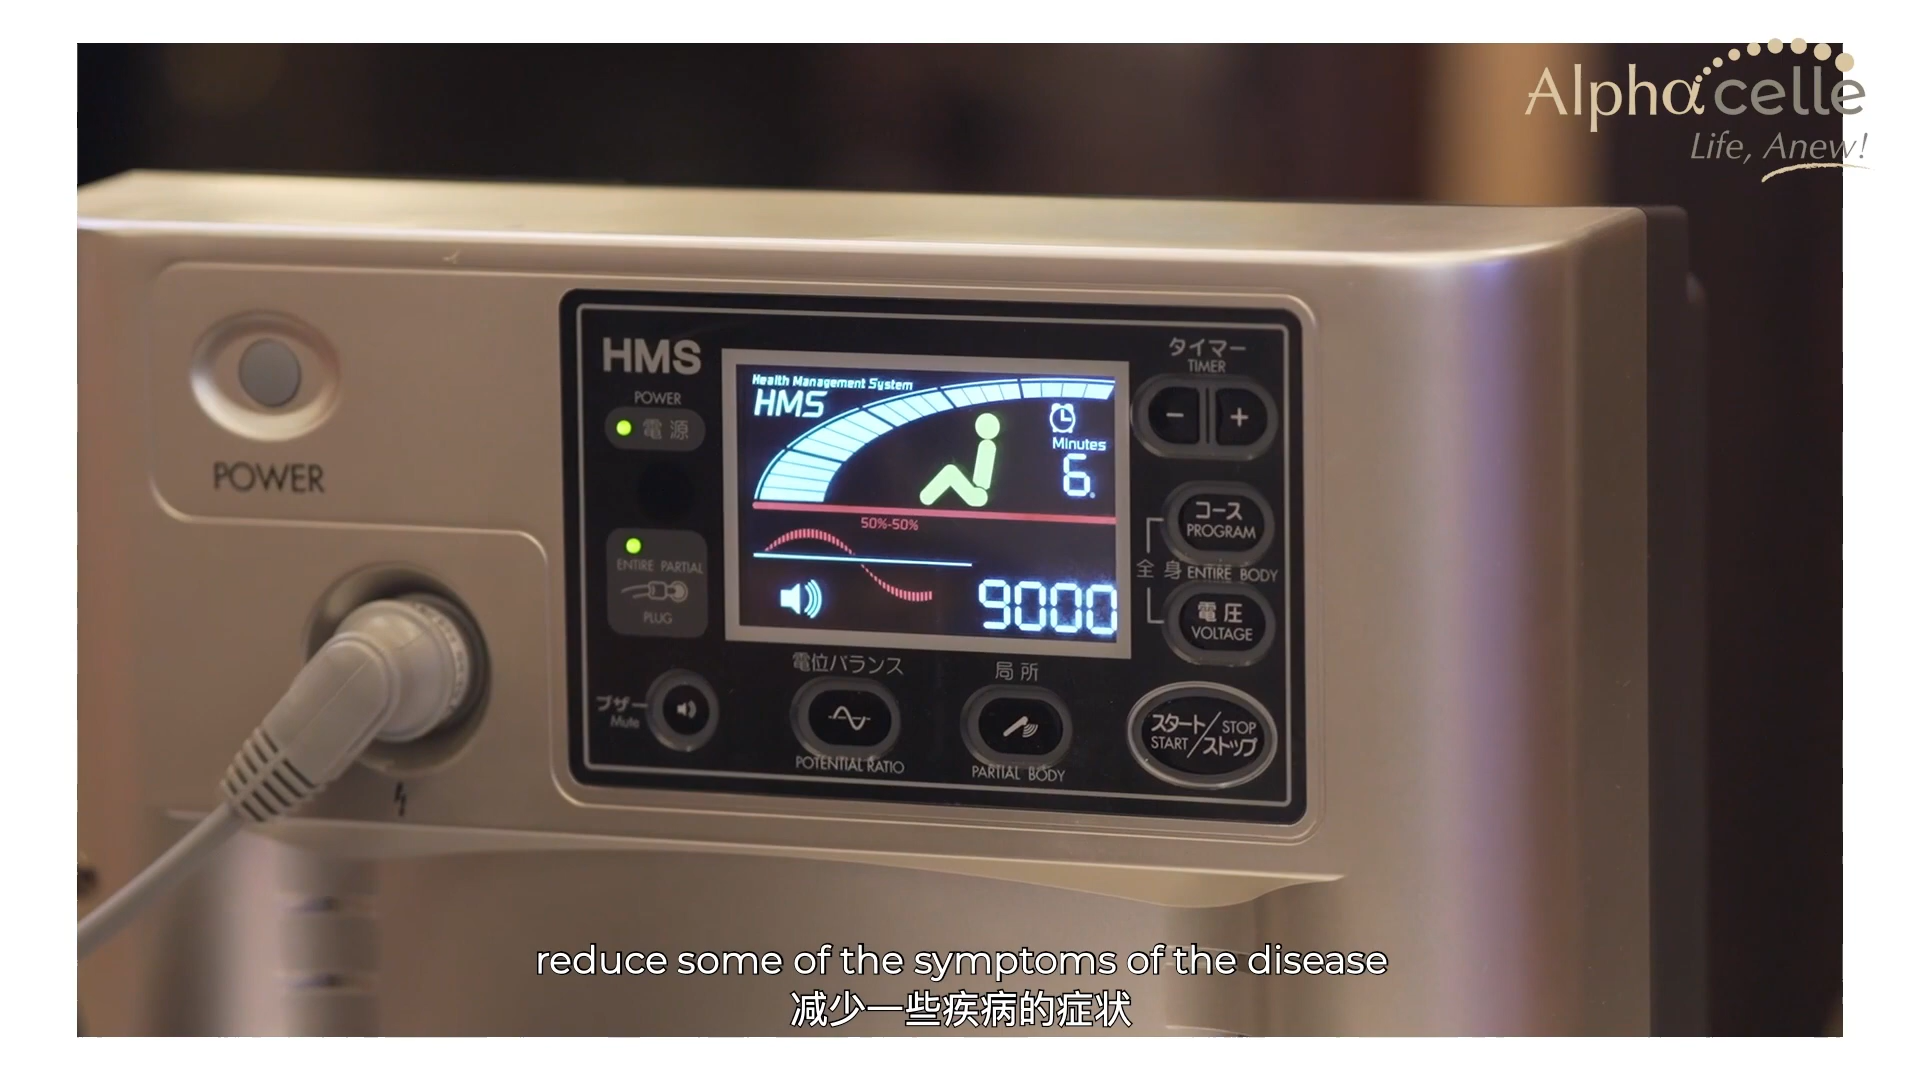 Alphacelle
Life, Anew!
POWER
HMS
POWER
電源
ENTIRE PARTIAL
PLUG
Health Management System
HMS
Minutes
6
50%-50%
9000
タイマー
TIMER
- +
コース
PROGRAM
全身 ENTIRE BODY
電圧
VOLTAGE
ブザー
Mute
電位バランス
POTENTIAL RATIO
局所
PARTIAL BODY
スタート/STOP
START/ストップ
reduce some of the symptoms of the disease
减少一些疾病的症状